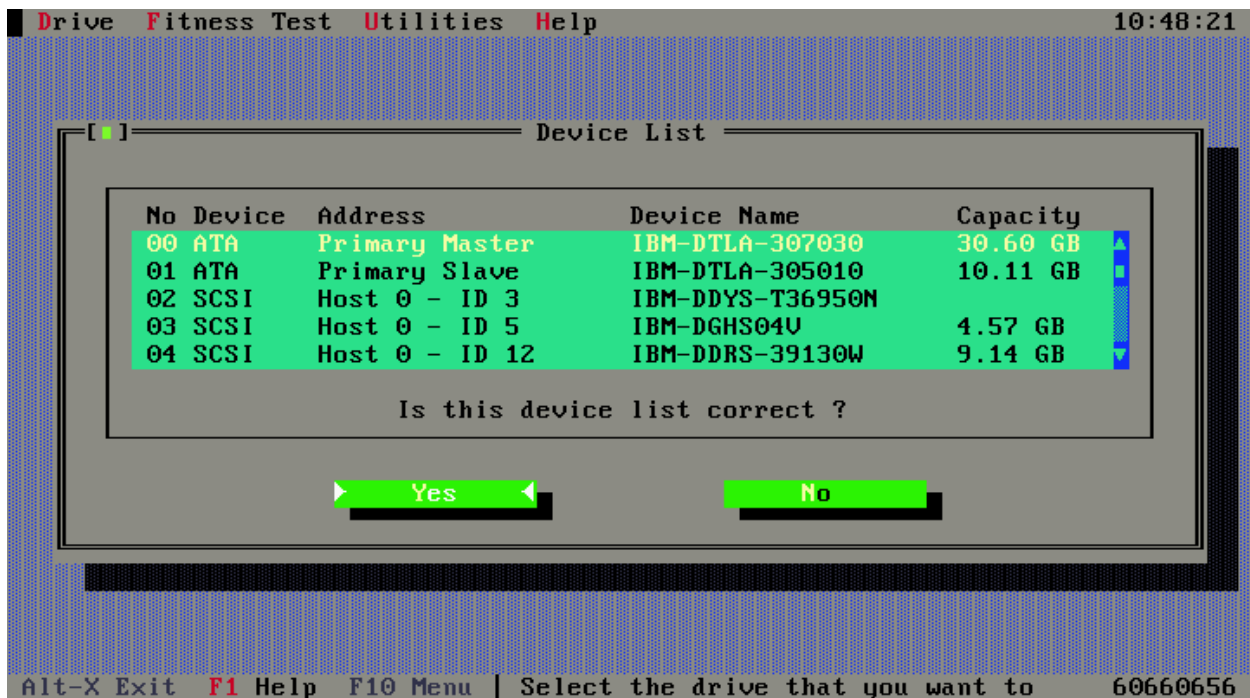 Drive Fitness Test Utilities Help 10:48:21
Device List
No Device Address Device Name Capacity
00 ATA Primary Master IBM-DTLA-307030 30.60 GB
01 ATA Primary Slave IBM-DTLA-305010 10.11 GB
02 SCSI Host 0 - ID 3 IBM-DDYS-T36950N
03 SCSI Host 0 - ID 5 IBM-DGHS04V 4.57 GB
04 SCSI Host 0 - ID 12 IBM-DDRS-39130W 9.14 GB
Is this device list correct ?
Yes No
Alt-X Exit F1 Help F10 Menu | Select the drive that you want to 60660656